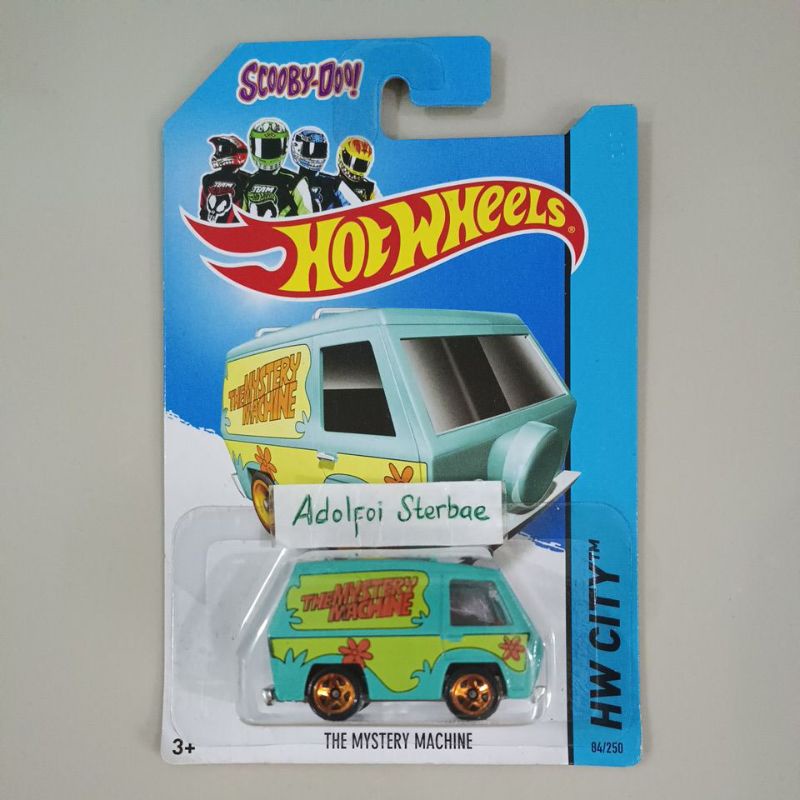 SCOOBY-DOO!
TEAM
HOT WHEELS®
THE MYSTERY
MACHINE
Adolfoi Sterbae
THE MYSTERY
MACHINE
HW CITY™
3+
THE MYSTERY MACHINE
84/250